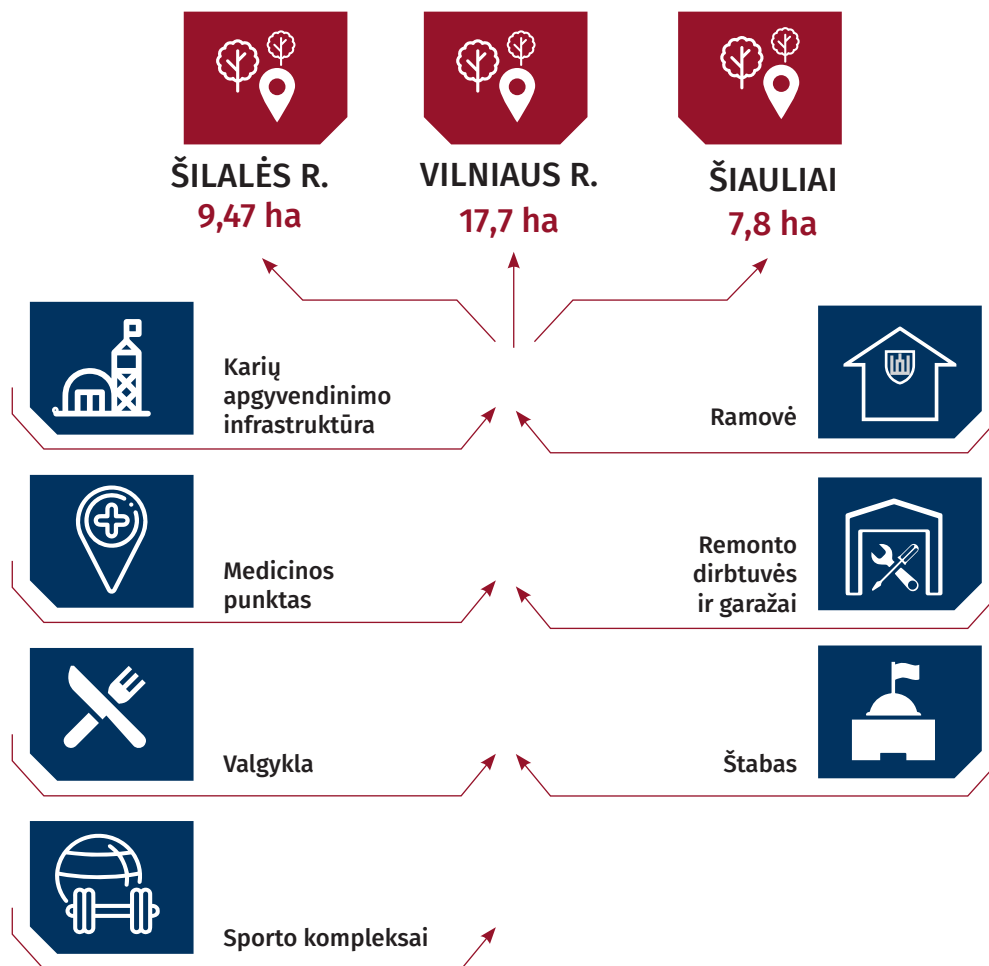 ŠILALĖS R.
9,47 ha
VILNIAUS R.
17,7 ha
ŠIAULIAI
7,8 ha
Karių
apgyvendinimo
infrastruktūra
Ramovė
Medicinos
punktas
Remonto
dirbtuvės
ir garažai
Valgykla
Štabas
Sporto kompleksai